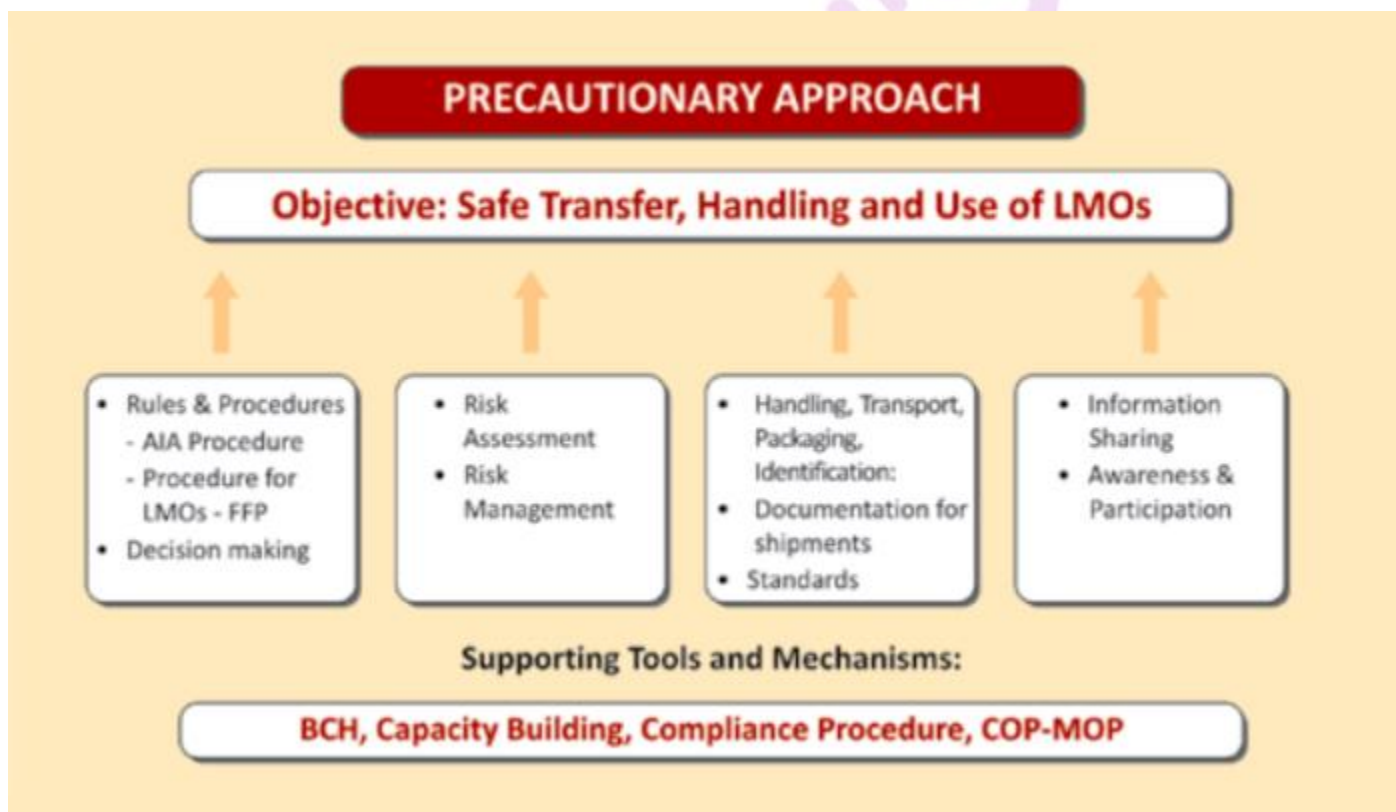 PRECAUTIONARY APPROACH
Objective: Safe Transfer, Handling and Use of LMOs
• Rules & Procedures
- AIA Procedure
- Procedure for
LMOs - FFP
• Decision making
• Risk
Assessment
• Risk
Management
• Handling, Transport,
Packaging,
Identification:
• Documentation for
shipments
• Standards
• Information
Sharing
• Awareness &
Participation
Supporting Tools and Mechanisms:
BCH, Capacity Building, Compliance Procedure, COP-MOP